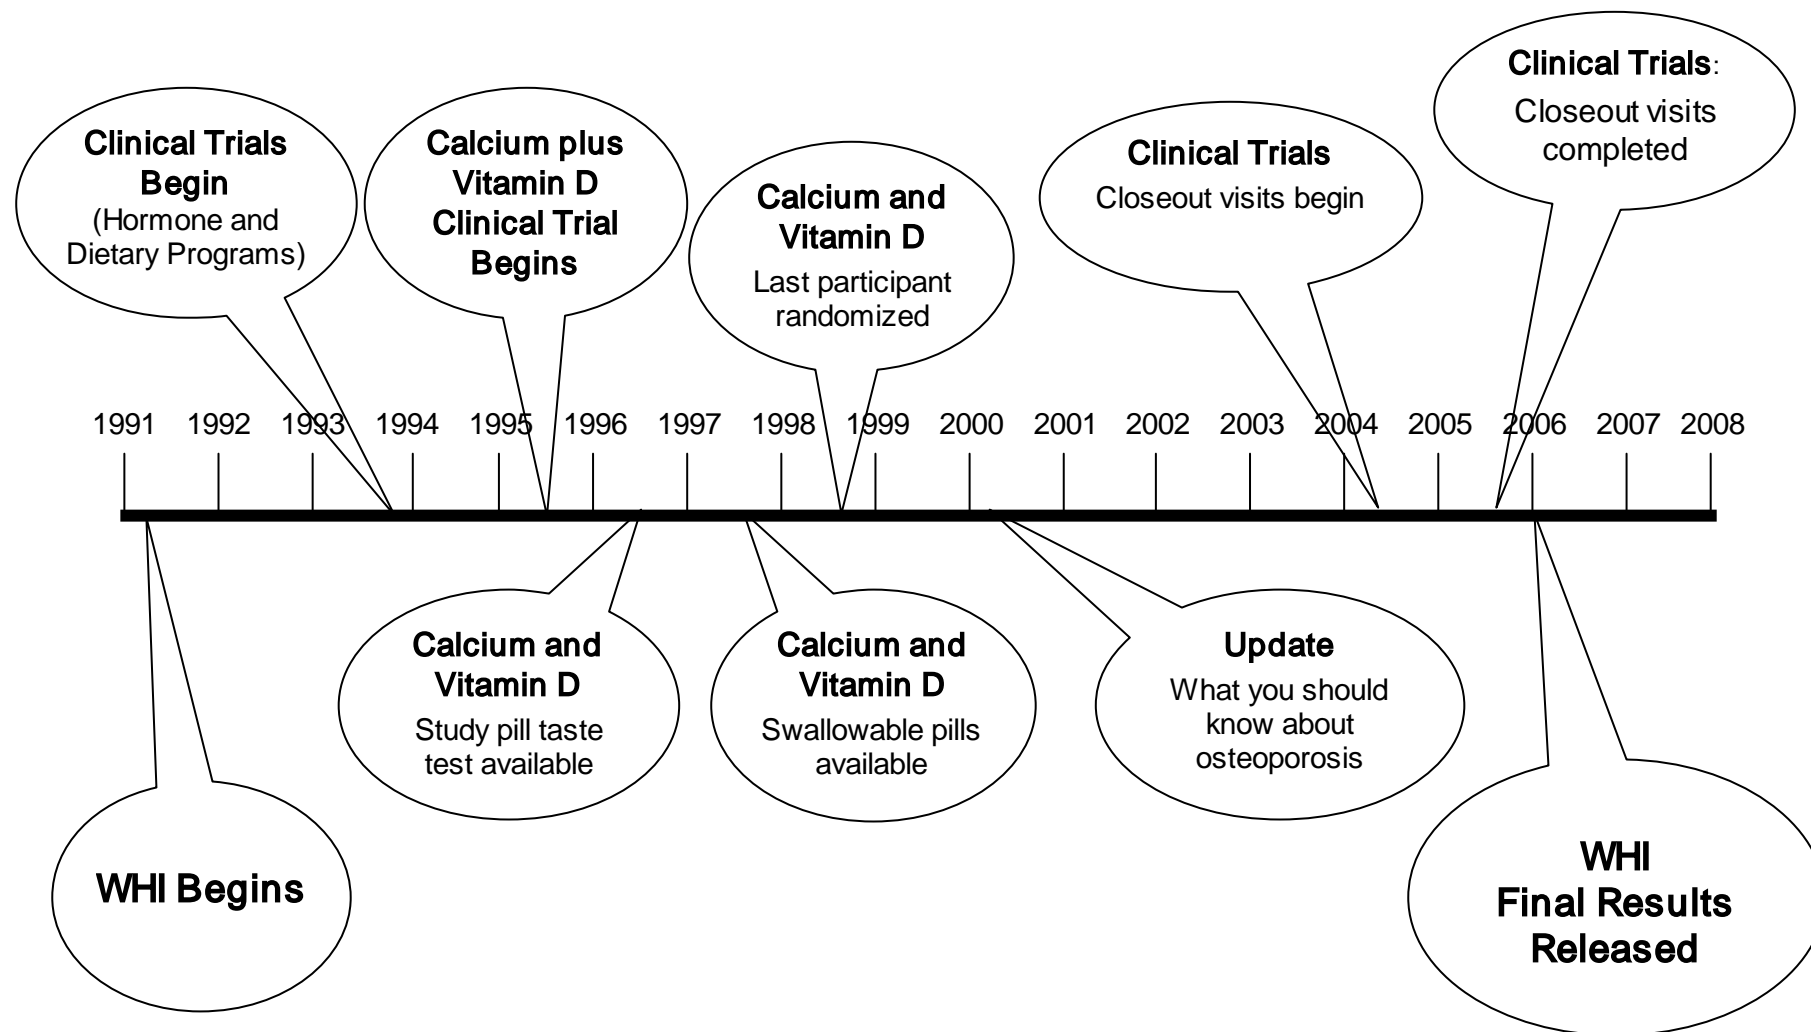 Clinical Trials
Begin
(Hormone and
Dietary Programs)
Calcium plus
Vitamin D
Clinical Trial
Begins
Calcium and
Vitamin D
Last participant
randomized
Clinical Trials
Closeout visits begin
Clinical Trials:
Closeout visits
completed
1991 1992 1993 1994 1995 1996 1997 1998 1999 2000 2001 2002 2003 2004 2005 2006 2007 2008
WHI Begins
Calcium and
Vitamin D
Study pill taste
test available
Calcium and
Vitamin D
Swallowable pills
available
Update
What you should
know about
osteoporosis
WHI
Final Results
Released